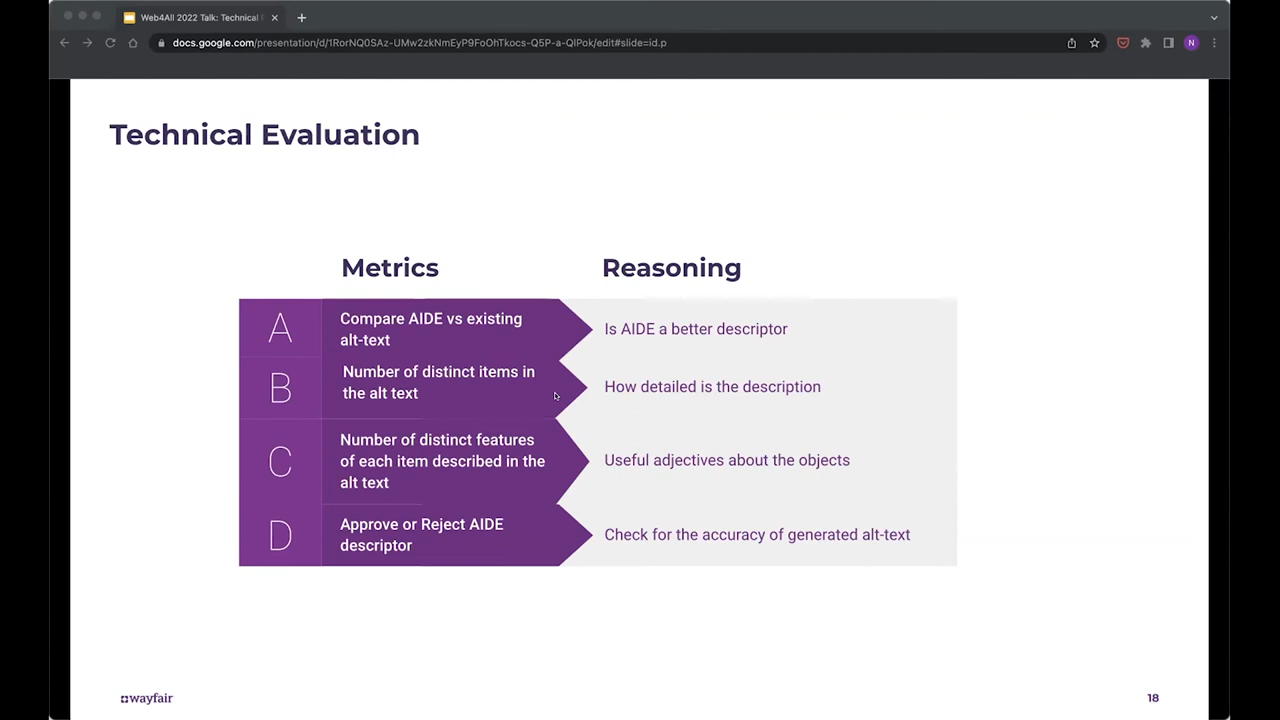 Web4All 2022 Talk: Technical
docs.google.com/presentation/d/1RorNQ0SAz-UMw2zkNmEyP9FoOhTkocs-Q5P-a-QIPok/edit#slide=id.p
N
Technical Evaluation
Metrics
Reasoning
A
Compare AIDE vs existing
alt-text
Is AIDE a better descriptor
B
Number of distinct items in
the alt text
How detailed is the description
C
Number of distinct features
of each item described in the
alt text
Useful adjectives about the objects
D
Approve or Reject AIDE
descriptor
Check for the accuracy of generated alt-text
wayfair
18